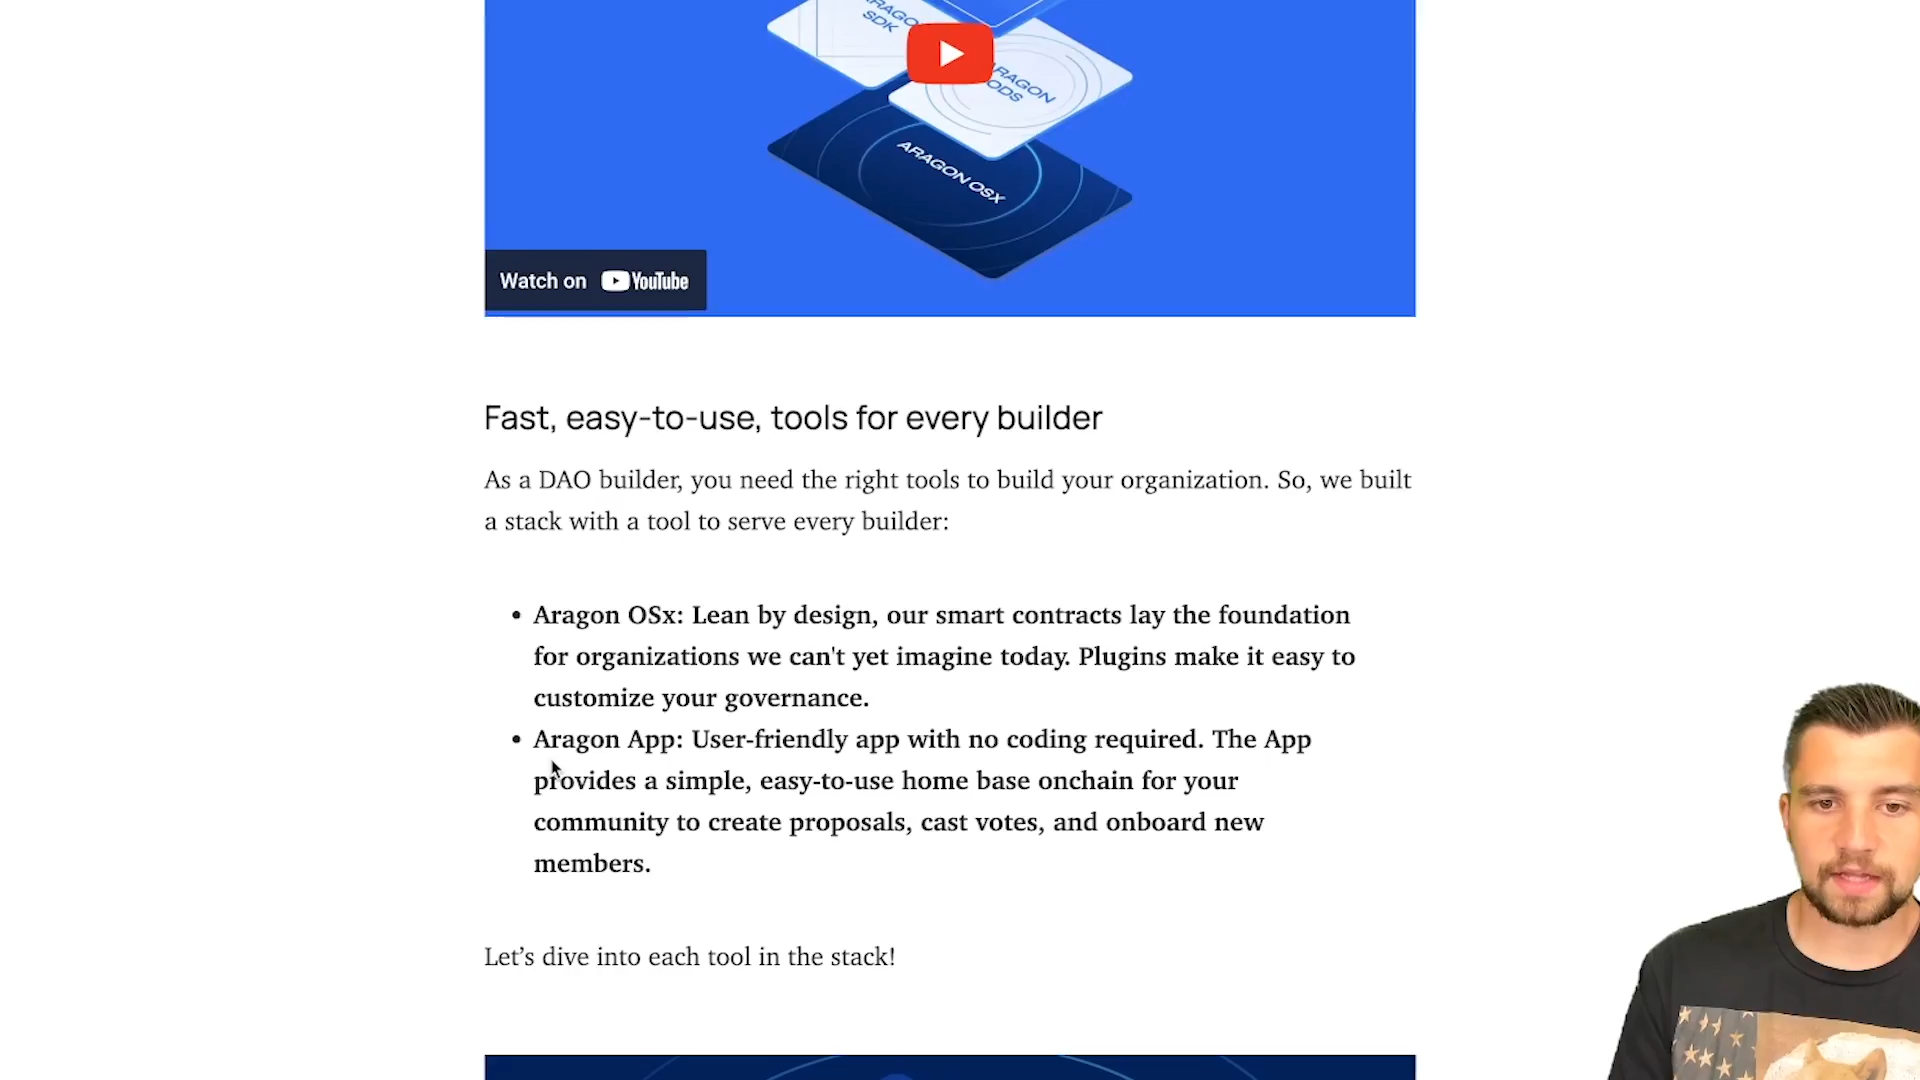 ARAGON
SDK
ARAGON
ODS
ARAGON OSX
Watch on YouTube
Fast, easy-to-use, tools for every builder
As a DAO builder, you need the right tools to build your organization. So, we built
a stack with a tool to serve every builder:
• Aragon OSx: Lean by design, our smart contracts lay the foundation
for organizations we can't yet imagine today. Plugins make it easy to
customize your governance.
• Aragon App: User-friendly app with no coding required. The App
provides a simple, easy-to-use home base onchain for your
community to create proposals, cast votes, and onboard new
members.
Let’s dive into each tool in the stack!